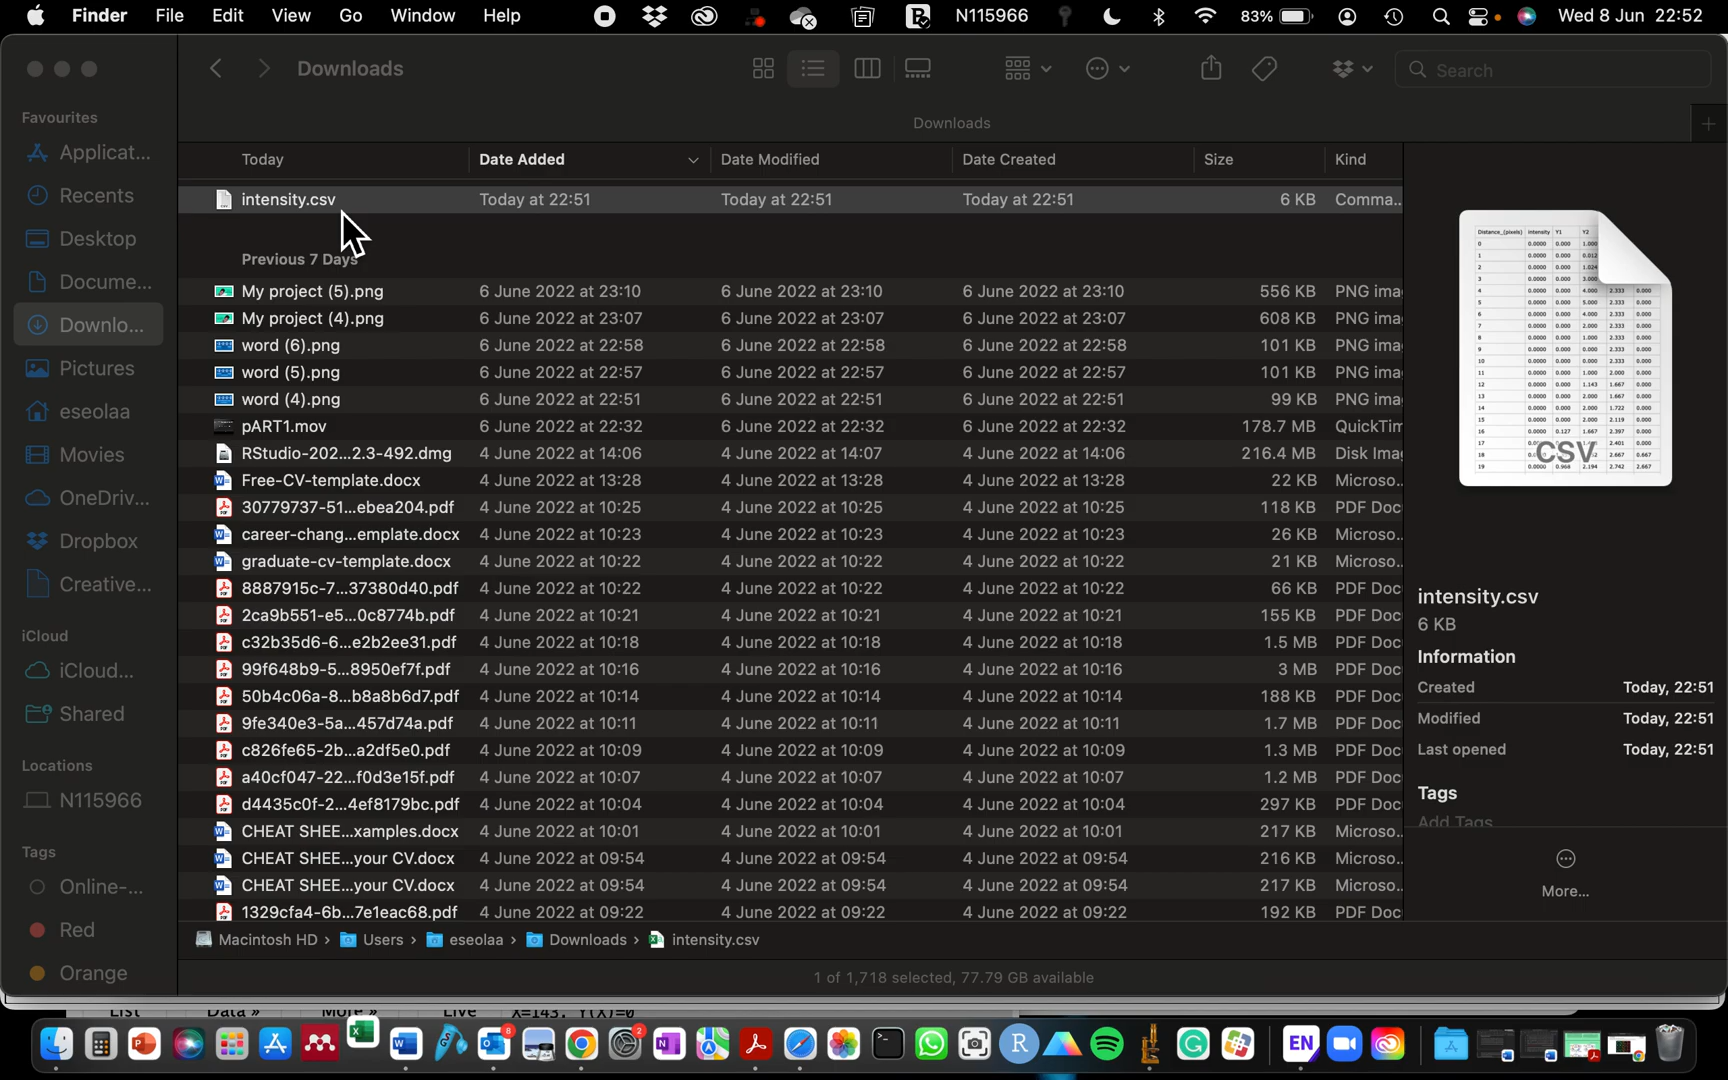 Finder File Edit View Go Window Help N115966 83% Wed 8 Jun 22:52
Downloads
Search
Downloads
Favourites
Applicat...
Recents
Desktop
Docume...
Downlo...
Pictures
eseolaa
Movies
OneDriv...
Dropbox
Creative...
iCloud
iCloud...
Shared
Locations
N115966
Tags
Online-...
Red
Orange
Today Date Added Date Modified Date Created Size Kind
intensity.csv Today at 22:51 Today at 22:51 Today at 22:51 6 KB Comma...
Previous 7 Days
My project (5).png 6 June 2022 at 23:10 6 June 2022 at 23:10 6 June 2022 at 23:10 556 KB PNG ima
My project (4).png 6 June 2022 at 23:07 6 June 2022 at 23:07 6 June 2022 at 23:07 608 KB PNG ima
word (6).png 6 June 2022 at 22:58 6 June 2022 at 22:58 6 June 2022 at 22:58 101 KB PNG ima
word (5).png 6 June 2022 at 22:57 6 June 2022 at 22:57 6 June 2022 at 22:57 101 KB PNG ima
word (4).png 6 June 2022 at 22:51 6 June 2022 at 22:51 6 June 2022 at 22:51 99 KB PNG ima
pART1.mov 6 June 2022 at 22:32 6 June 2022 at 22:32 6 June 2022 at 22:32 178.7 MB QuickTim
RStudio-202...2.3-492.dmg 4 June 2022 at 14:06 4 June 2022 at 14:07 4 June 2022 at 14:06 216.4 MB Disk Ima
Free-CV-template.docx 4 June 2022 at 13:28 4 June 2022 at 13:28 4 June 2022 at 13:28 22 KB Microso...
30779737-51...ebea204.pdf 4 June 2022 at 10:25 4 June 2022 at 10:25 4 June 2022 at 10:25 118 KB PDF Doc
career-chang...emplate.docx 4 June 2022 at 10:23 4 June 2022 at 10:23 4 June 2022 at 10:23 26 KB Microso...
graduate-cv-template.docx 4 June 2022 at 10:22 4 June 2022 at 10:22 4 June 2022 at 10:22 21 KB Microso...
8887915c-7...37380d40.pdf 4 June 2022 at 10:22 4 June 2022 at 10:22 4 June 2022 at 10:22 66 KB PDF Doc
2ca9b551-e5...0c8774b.pdf 4 June 2022 at 10:21 4 June 2022 at 10:21 4 June 2022 at 10:21 155 KB PDF Doc
c32b35d6-6...e2b2ee31.pdf 4 June 2022 at 10:18 4 June 2022 at 10:18 4 June 2022 at 10:18 1.5 MB PDF Doc
99f648b9-5...8950ef7f.pdf 4 June 2022 at 10:16 4 June 2022 at 10:16 4 June 2022 at 10:16 3 MB PDF Doc
50b4c06a-8...b8a8b6d7.pdf 4 June 2022 at 10:14 4 June 2022 at 10:14 4 June 2022 at 10:14 188 KB PDF Doc
9fe340e3-5a...457d74a.pdf 4 June 2022 at 10:11 4 June 2022 at 10:11 4 June 2022 at 10:11 1.7 MB PDF Doc
c826fe65-2b...a2df5e0.pdf 4 June 2022 at 10:09 4 June 2022 at 10:09 4 June 2022 at 10:09 1.3 MB PDF Doc
a40cf047-22...f0d3e15f.pdf 4 June 2022 at 10:07 4 June 2022 at 10:07 4 June 2022 at 10:07 1.2 MB PDF Doc
d4435c0f-2...4ef8179bc.pdf 4 June 2022 at 10:04 4 June 2022 at 10:04 4 June 2022 at 10:04 297 KB PDF Doc
CHEAT SHEE...xamples.docx 4 June 2022 at 10:01 4 June 2022 at 10:01 4 June 2022 at 10:01 217 KB Microso...
CHEAT SHEE...your CV.docx 4 June 2022 at 09:54 4 June 2022 at 09:54 4 June 2022 at 09:54 216 KB Microso...
CHEAT SHEE...your CV.docx 4 June 2022 at 09:54 4 June 2022 at 09:54 4 June 2022 at 09:54 217 KB Microso...
1329cfa4-6b...7e1eac68.pdf 4 June 2022 at 09:22 4 June 2022 at 09:22 4 June 2022 at 09:22 192 KB PDF Doc
Distance_(pixels) intensity Y1 Y2
CSV
intensity.csv
6 KB
Information
Created Today, 22:51
Modified Today, 22:51
Last opened Today, 22:51
Tags
Add Tags
More...
Macintosh HD › Users › eseolaa › Downloads › intensity.csv
1 of 1,718 selected, 77.79 GB available
List Data » More » Live X=143, Y(X)=0
8 2 EN